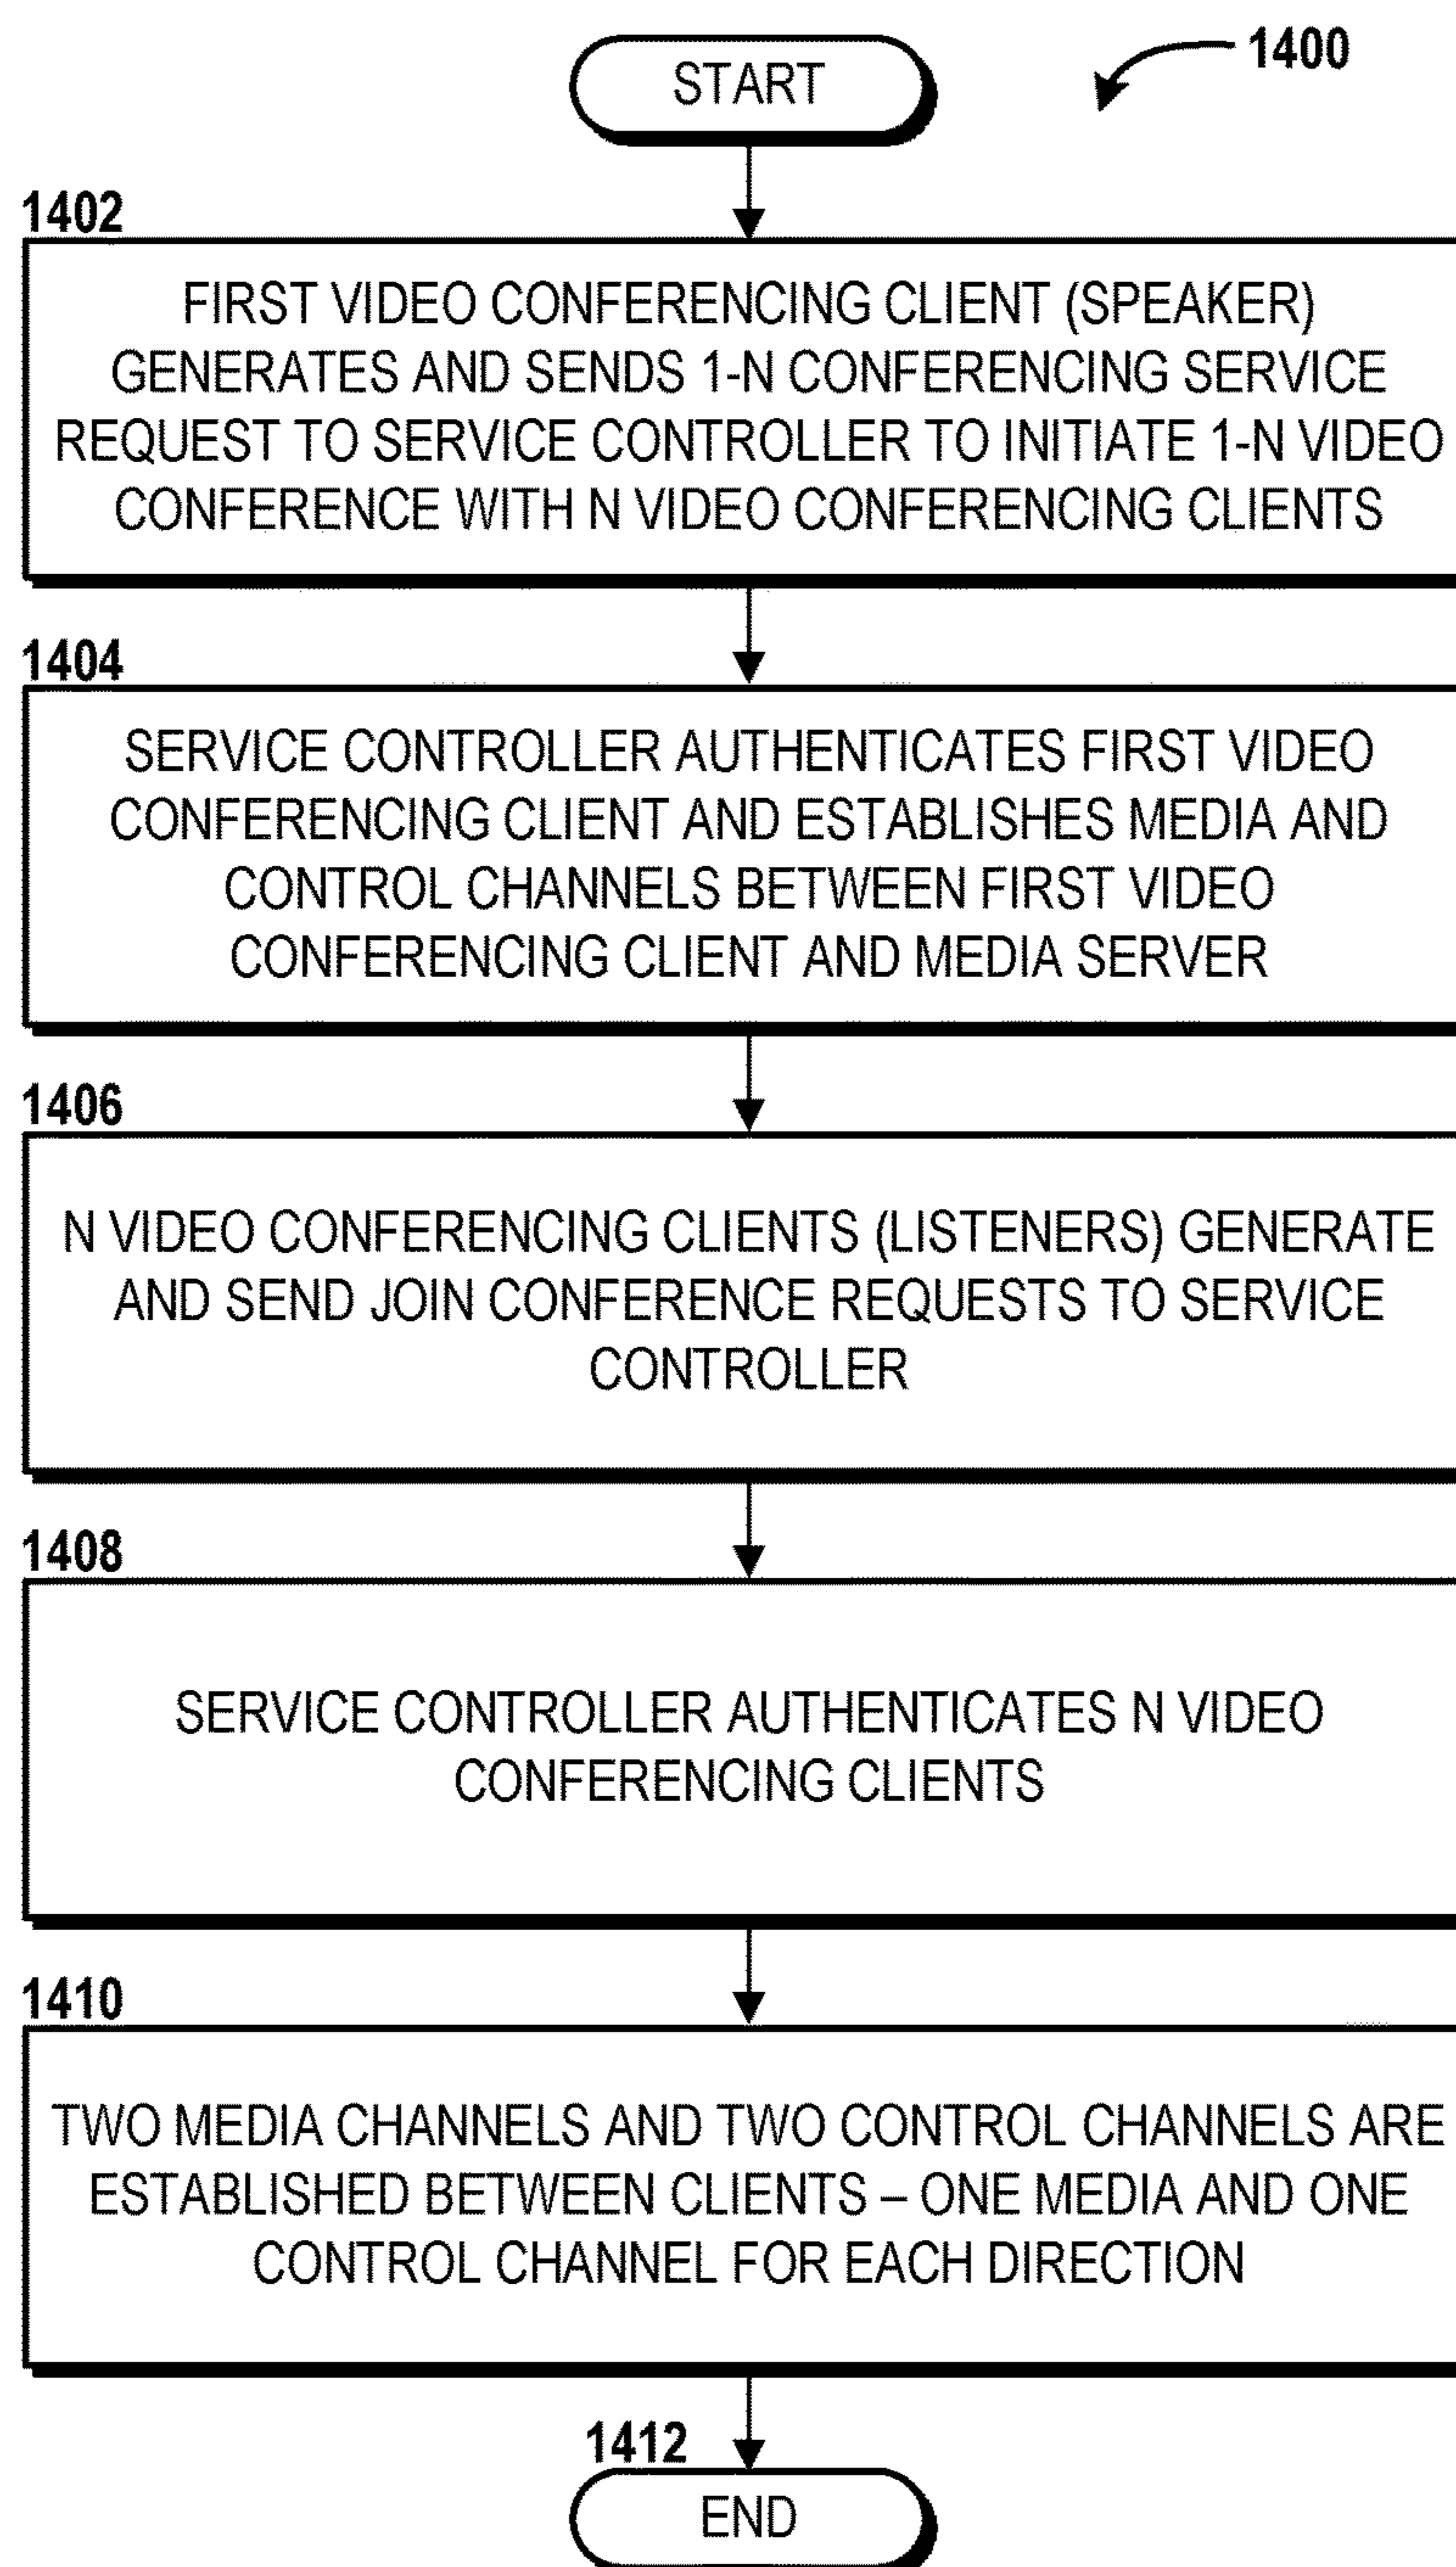 START
1400
1402
FIRST VIDEO CONFERENCING CLIENT (SPEAKER)
GENERATES AND SENDS 1-N CONFERENCING SERVICE
REQUEST TO SERVICE CONTROLLER TO INITIATE 1-N VIDEO
CONFERENCE WITH N VIDEO CONFERENCING CLIENTS
1404
SERVICE CONTROLLER AUTHENTICATES FIRST VIDEO
CONFERENCING CLIENT AND ESTABLISHES MEDIA AND
CONTROL CHANNELS BETWEEN FIRST VIDEO
CONFERENCING CLIENT AND MEDIA SERVER
1406
N VIDEO CONFERENCING CLIENTS (LISTENERS) GENERATE
AND SEND JOIN CONFERENCE REQUESTS TO SERVICE
CONTROLLER
1408
SERVICE CONTROLLER AUTHENTICATES N VIDEO
CONFERENCING CLIENTS
1410
TWO MEDIA CHANNELS AND TWO CONTROL CHANNELS ARE
ESTABLISHED BETWEEN CLIENTS – ONE MEDIA AND ONE
CONTROL CHANNEL FOR EACH DIRECTION
1412
END